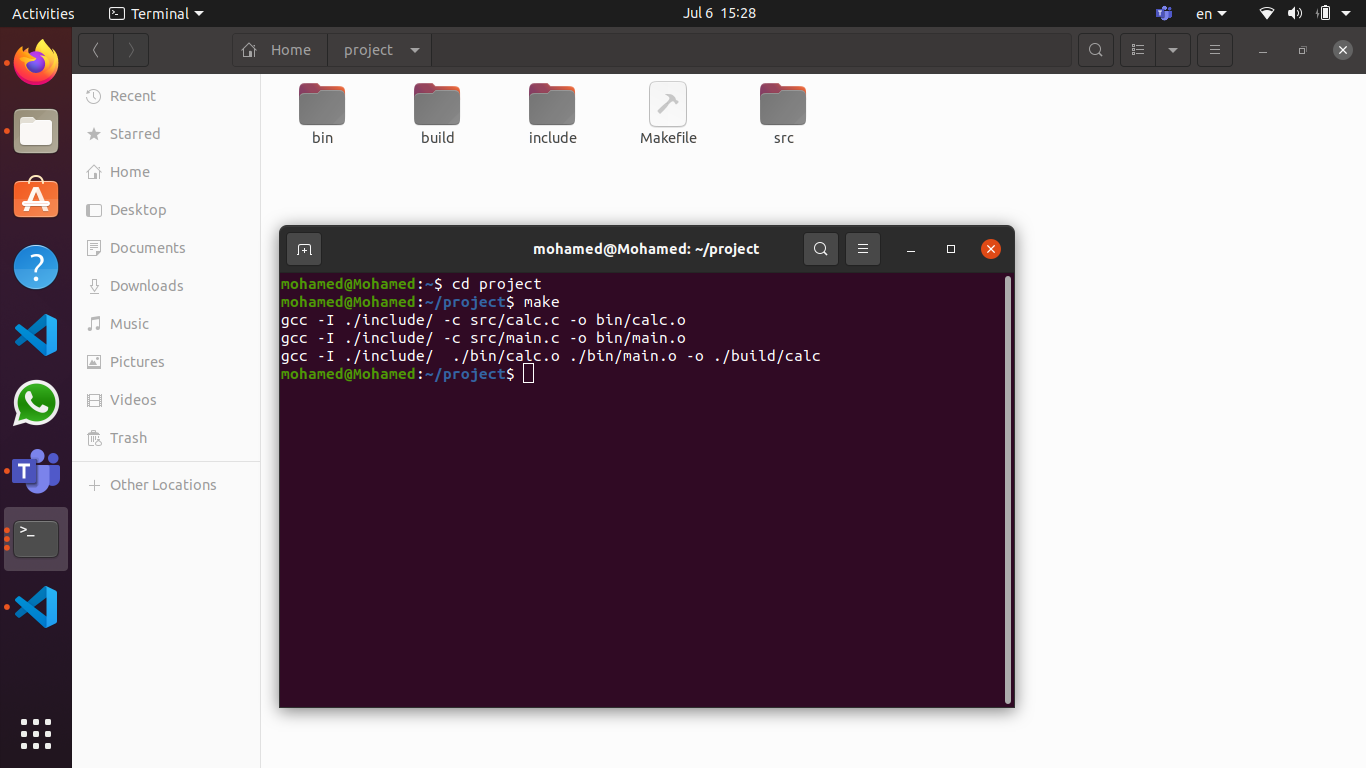 Activities Terminal Jul 6 15:28 en
Home project
Recent
Starred
Home
Desktop
Documents
Downloads
Music
Pictures
Videos
Trash
Other Locations
bin build include Makefile src
mohamed@Mohamed: ~/project
mohamed@Mohamed:~$ cd project
mohamed@Mohamed:~/project$ make
gcc -I ./include/ -c src/calc.c -o bin/calc.o
gcc -I ./include/ -c src/main.c -o bin/main.o
gcc -I ./include/  ./bin/calc.o ./bin/main.o -o ./build/calc
mohamed@Mohamed:~/project$